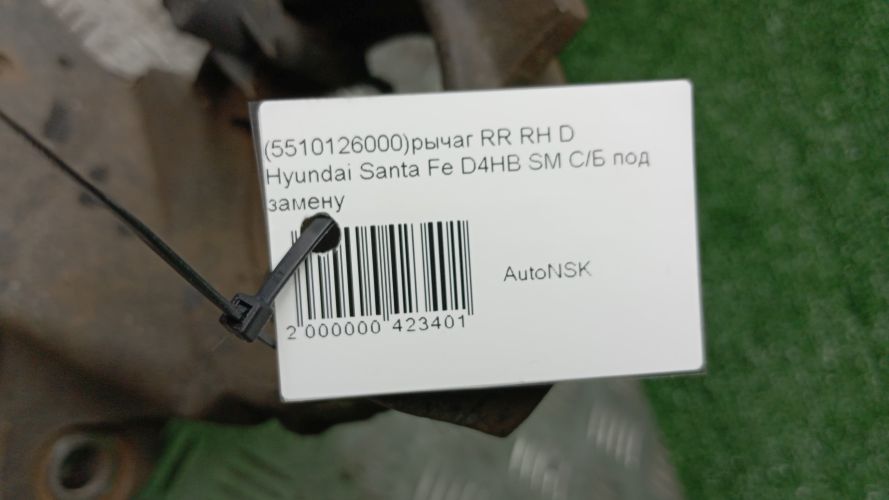 (5510126000)рычаг RR RH D
Hyundai Santa Fe D4HB SM С/Б под
замену
AutoNSK
2 000000 423401